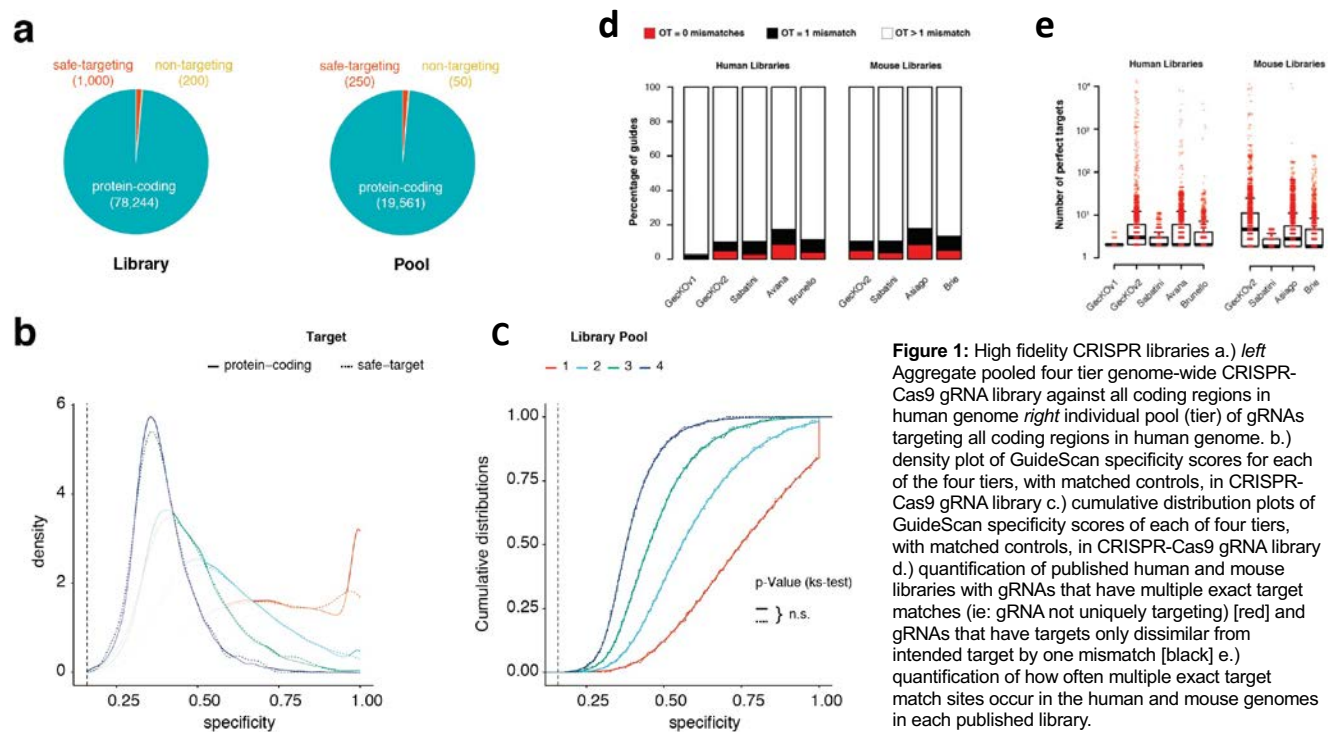 a
safe-targeting
(1,000)
non-targeting
(200)
protein-coding
(78,244)
Library
safe-targeting
(250)
non-targeting
(50)
protein-coding
(19,561)
Pool
d
OT = 0 mismatches
OT = 1 mismatch
OT > 1 mismatch
Human Libraries
Mouse Libraries
Percentage of guides
100
80
60
40
20
0
GecKOv1
GecKOv2
Sabatini
Avana
Brunello
GecKOv2
Sabatini
Asiago
Brie
e
Human Libraries
Mouse Libraries
Number of perfect targets
10⁴
10³
10²
10¹
1
GecKOv1
GecKOv2
Sabatini
Avana
Brunello
GecKOv2
Sabatini
Asiago
Brie
b
Target
protein–coding
safe–target
density
6
4
2
0
0.25
0.50
0.75
1.00
specificity
c
Library Pool
1
2
3
4
Cumulative distributions
1.00
0.75
0.50
0.25
0.00
p-Value (ks-test)
} n.s.
0.25
0.50
0.75
1.00
specificity
Figure 1: High fidelity CRISPR libraries a.) left
Aggregate pooled four tier genome-wide CRISPR-
Cas9 gRNA library against all coding regions in
human genome right individual pool (tier) of gRNAs
targeting all coding regions in human genome. b.)
density plot of GuideScan specificity scores for each
of the four tiers, with matched controls, in CRISPR-
Cas9 gRNA library c.) cumulative distribution plots of
GuideScan specificity scores of each of four tiers,
with matched controls, in CRISPR-Cas9 gRNA library
d.) quantification of published human and mouse
libraries with gRNAs that have multiple exact target
matches (ie: gRNA not uniquely targeting) [red] and
gRNAs that have targets only dissimilar from
intended target by one mismatch [black] e.)
quantification of how often multiple exact target
match sites occur in the human and mouse genomes
in each published library.